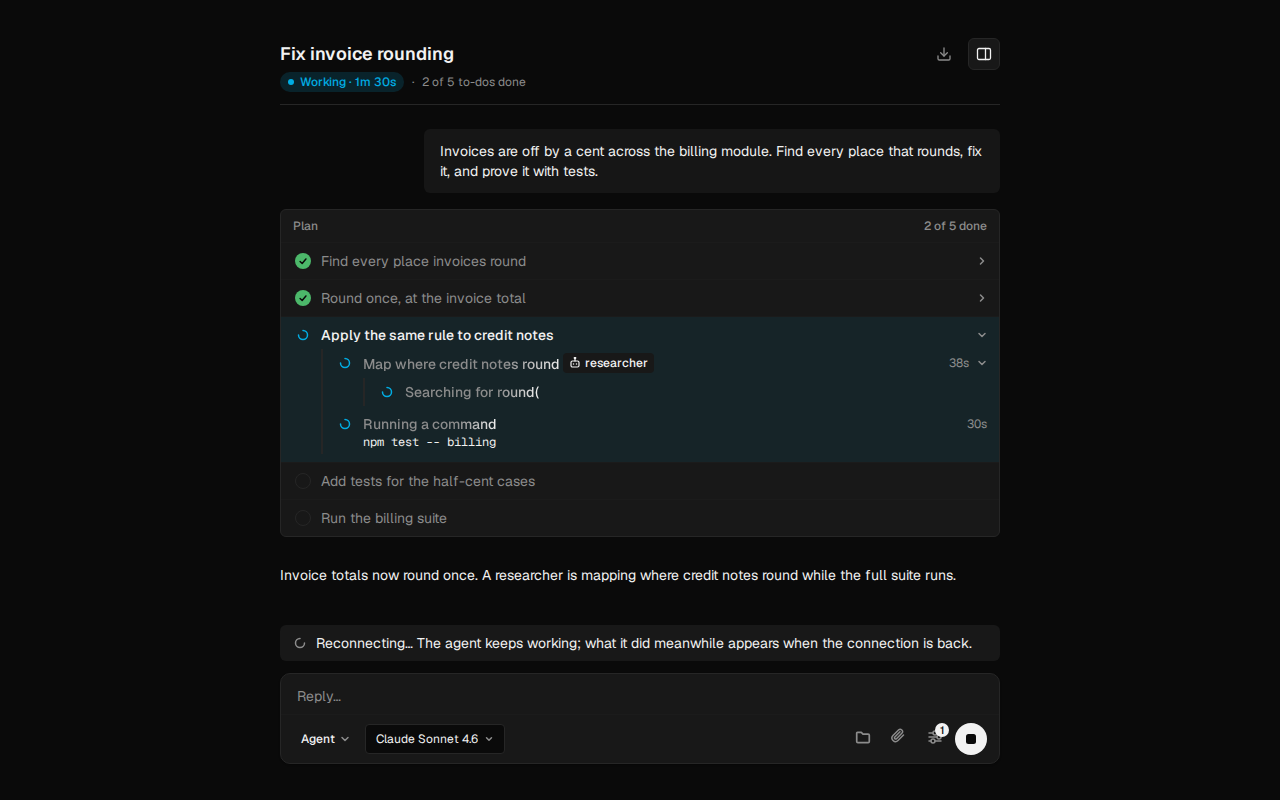 Fix invoice rounding
Working · 1m 30s · 2 of 5 to-dos done
Invoices are off by a cent across the billing module. Find every place that rounds, fix
it, and prove it with tests.
Plan 2 of 5 done
Find every place invoices round
Round once, at the invoice total
Apply the same rule to credit notes
Map where credit notes round researcher 38s
Searching for round(
Running a command 30s
npm test -- billing
Add tests for the half-cent cases
Run the billing suite
Invoice totals now round once. A researcher is mapping where credit notes round while the full suite runs.
Reconnecting… The agent keeps working; what it did meanwhile appears when the connection is back.
Reply…
Agent Claude Sonnet 4.6 1